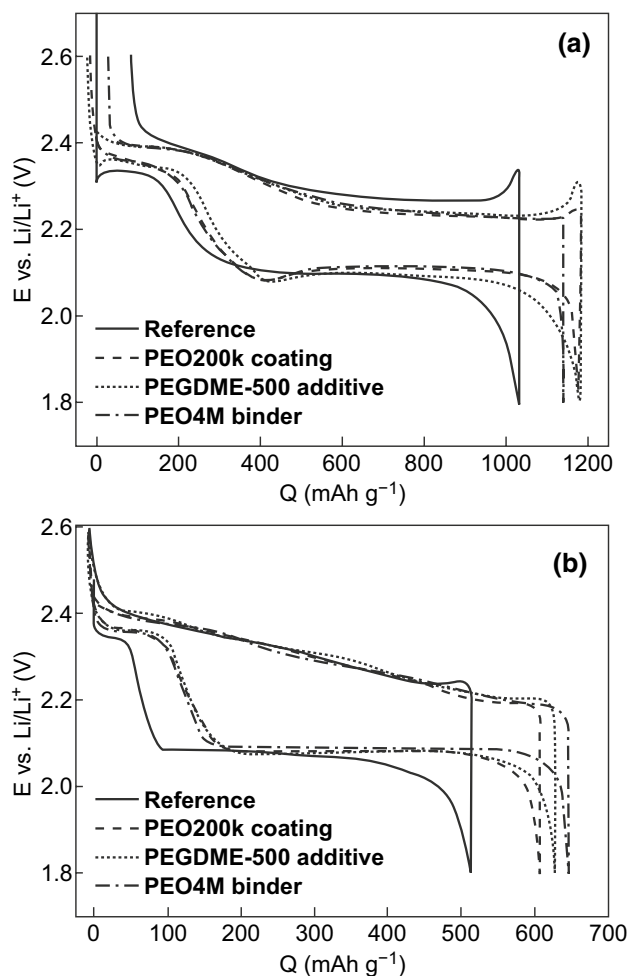 (a)
2.6
2.4
2.2
2.0
1.8
E vs. Li/Li⁺ (V)
Reference
PEO200k coating
PEGDME-500 additive
PEO4M binder
0 200 400 600 800 1000 1200
Q (mAh g⁻¹)
(b)
2.6
2.4
2.2
2.0
1.8
E vs. Li/Li⁺ (V)
Reference
PEO200k coating
PEGDME-500 additive
PEO4M binder
0 100 200 300 400 500 600 700
Q (mAh g⁻¹)